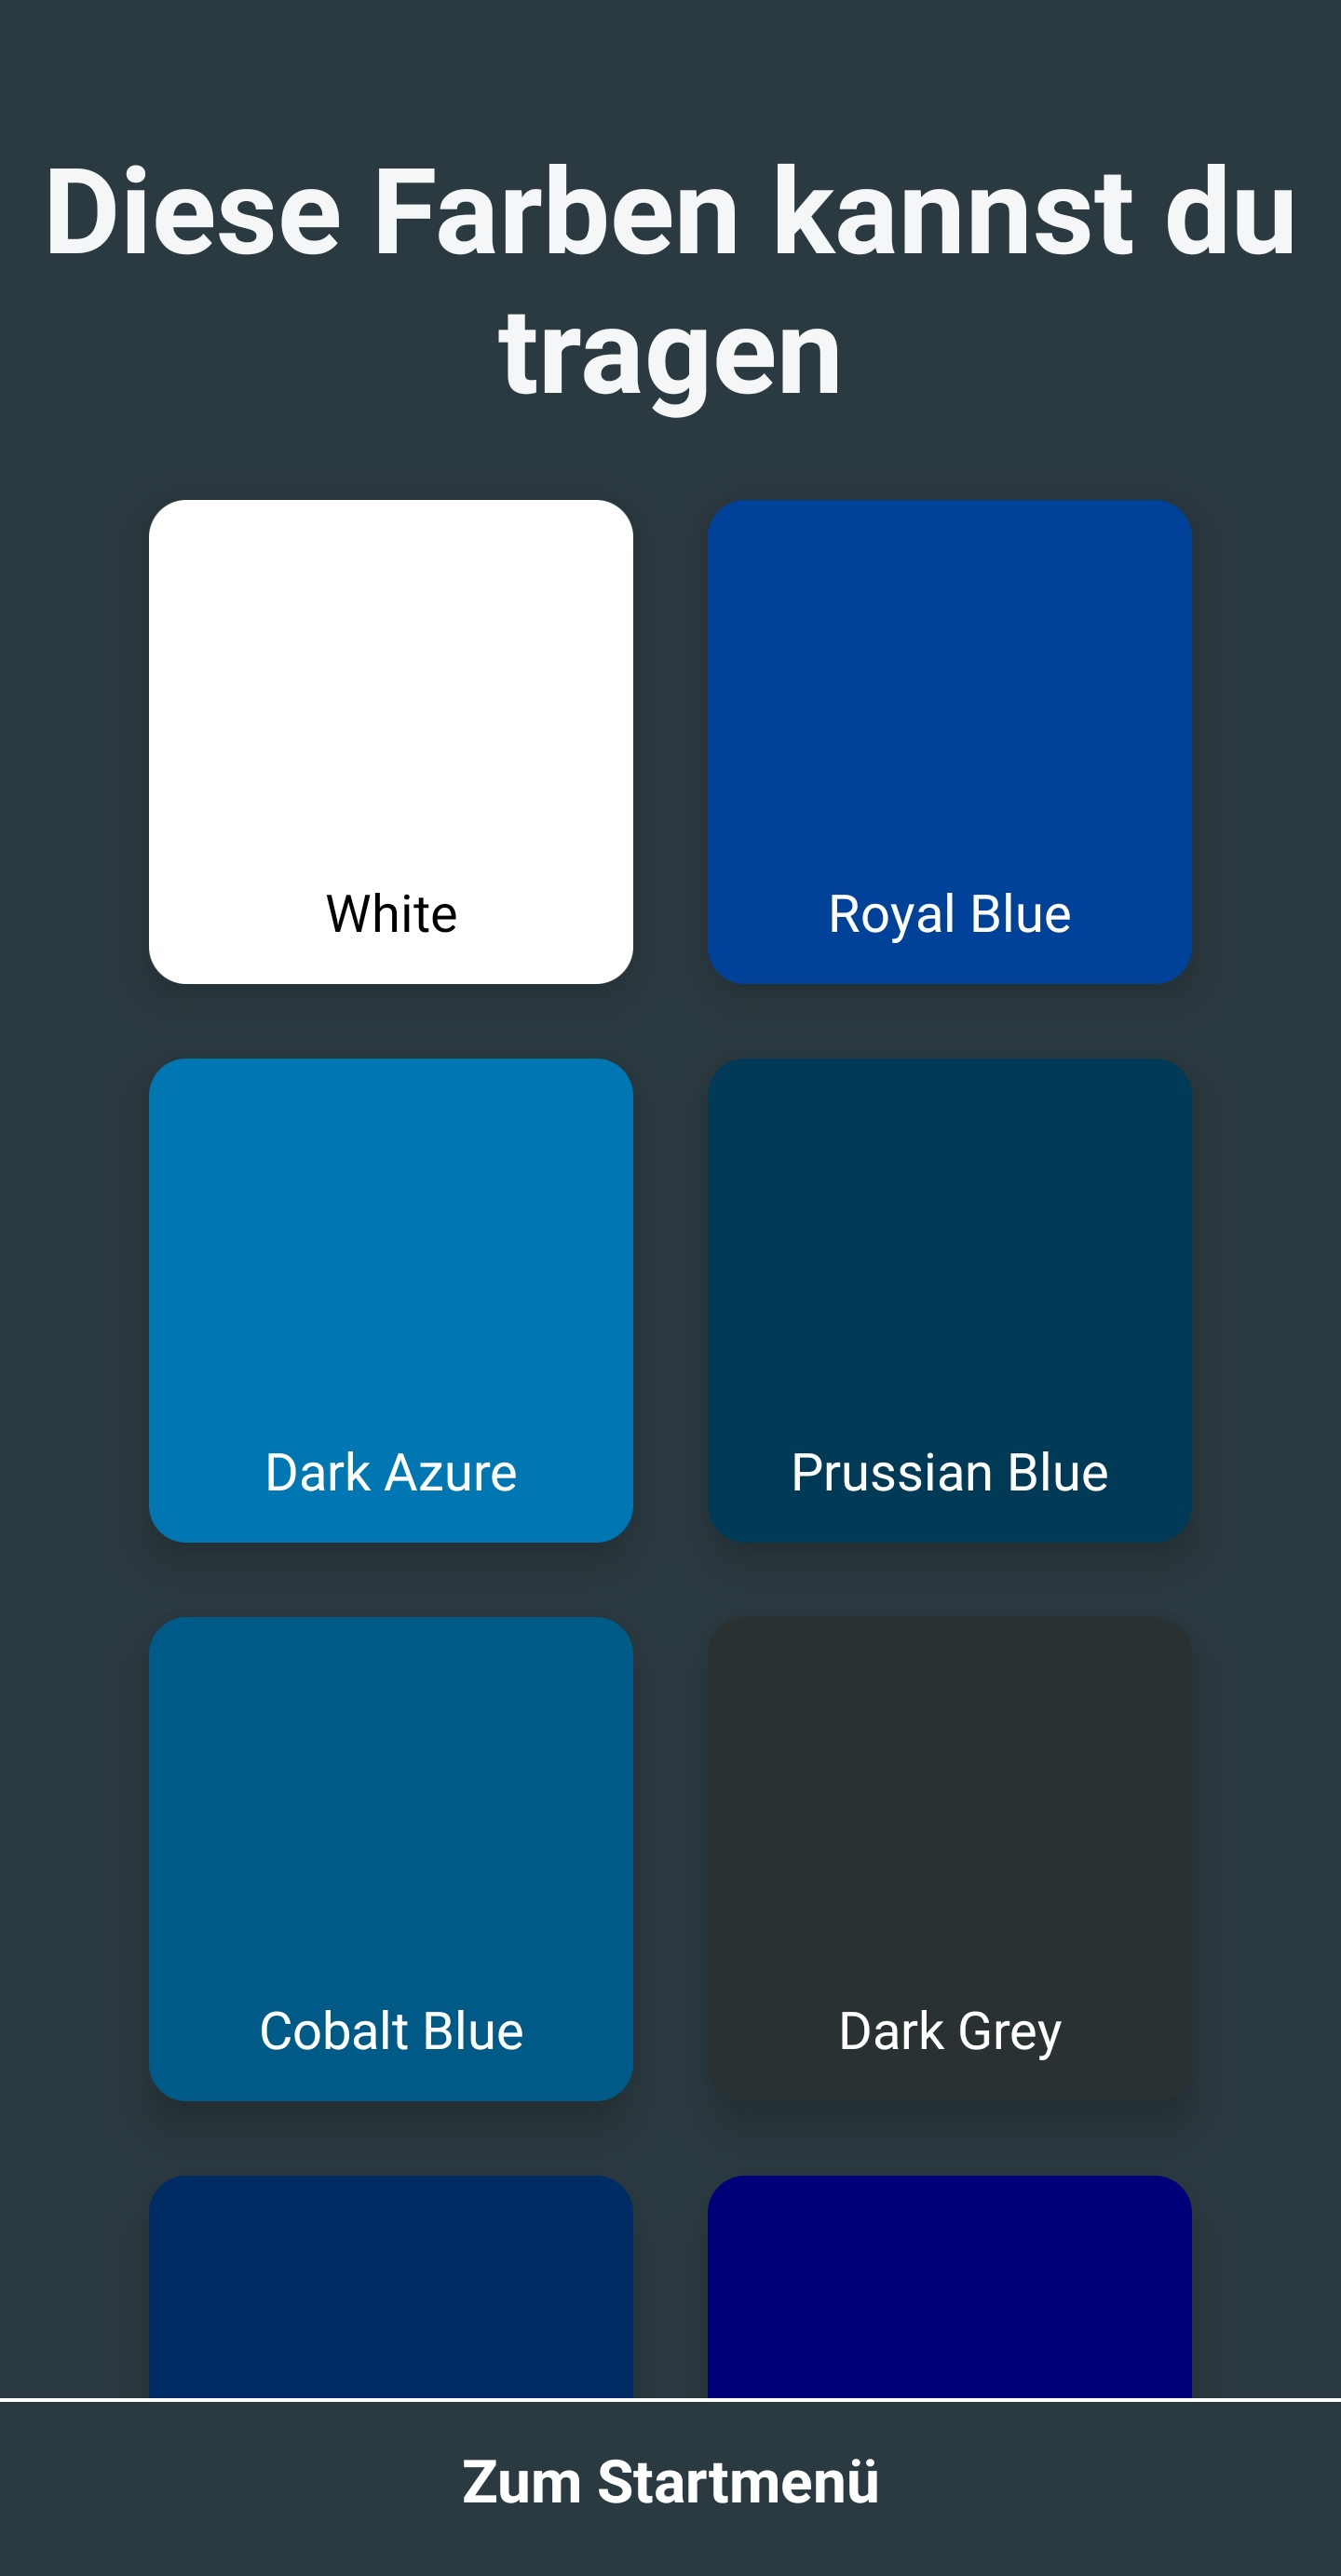 Diese Farben kannst du
tragen
White
Royal Blue
Dark Azure
Prussian Blue
Cobalt Blue
Dark Grey
Zum Startmenü